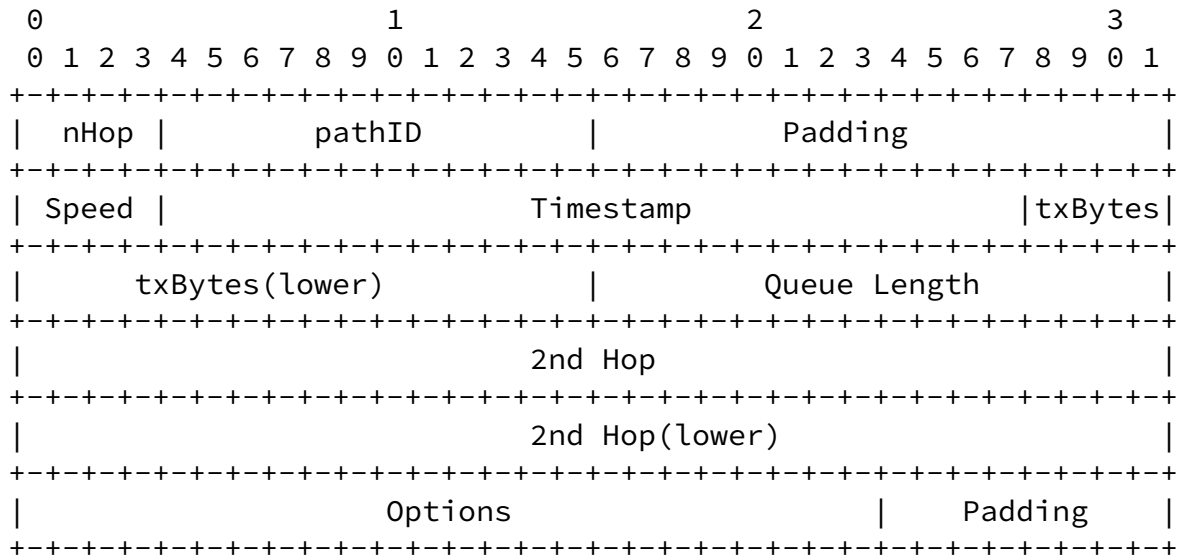 0                   1                   2                   3
 0 1 2 3 4 5 6 7 8 9 0 1 2 3 4 5 6 7 8 9 0 1 2 3 4 5 6 7 8 9 0 1
+-+-+-+-+-+-+-+-+-+-+-+-+-+-+-+-+-+-+-+-+-+-+-+-+-+-+-+-+-+-+-+-+
|  nHop |        pathID         |          Padding              |
+-+-+-+-+-+-+-+-+-+-+-+-+-+-+-+-+-+-+-+-+-+-+-+-+-+-+-+-+-+-+-+-+
| Speed |                    Timestamp                  |txBytes|
+-+-+-+-+-+-+-+-+-+-+-+-+-+-+-+-+-+-+-+-+-+-+-+-+-+-+-+-+-+-+-+-+
|      txBytes(lower)           |         Queue Length          |
+-+-+-+-+-+-+-+-+-+-+-+-+-+-+-+-+-+-+-+-+-+-+-+-+-+-+-+-+-+-+-+-+
|                            2nd Hop                            |
+-+-+-+-+-+-+-+-+-+-+-+-+-+-+-+-+-+-+-+-+-+-+-+-+-+-+-+-+-+-+-+-+
|                            2nd Hop(lower)                     |
+-+-+-+-+-+-+-+-+-+-+-+-+-+-+-+-+-+-+-+-+-+-+-+-+-+-+-+-+-+-+-+-+
|                    Options                    |    Padding    |
+-+-+-+-+-+-+-+-+-+-+-+-+-+-+-+-+-+-+-+-+-+-+-+-+-+-+-+-+-+-+-+-+